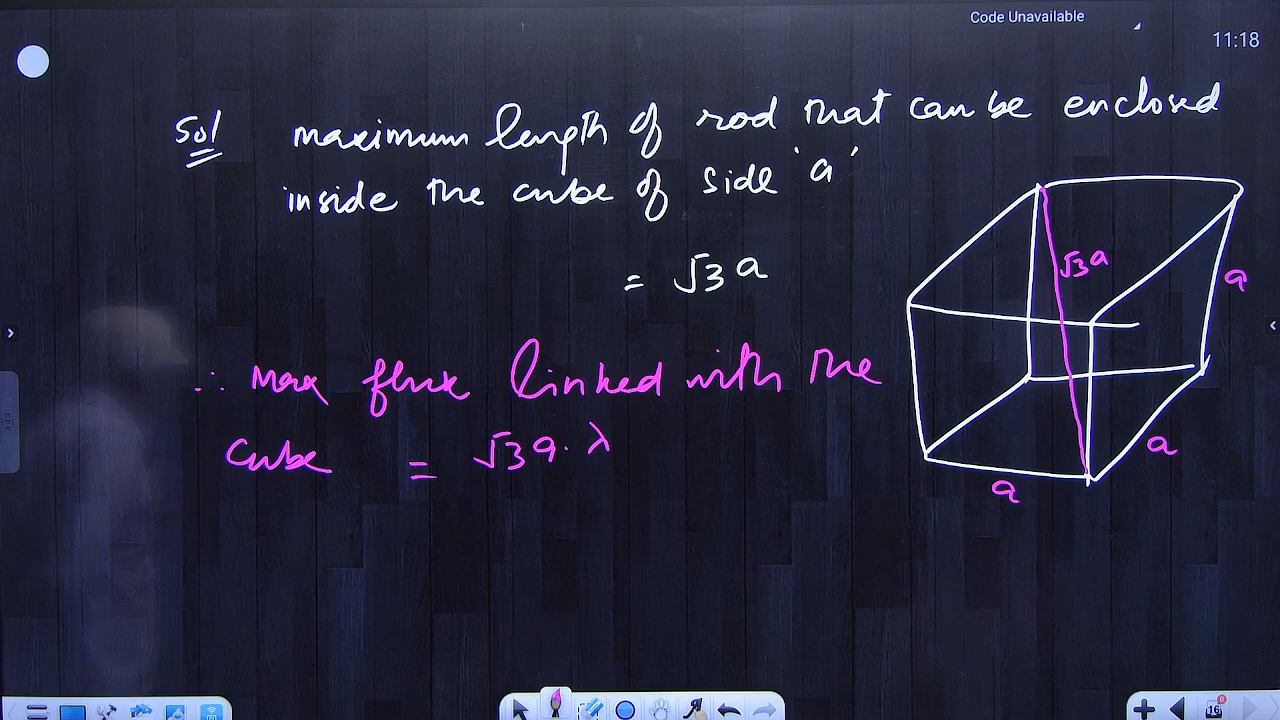 Code Unavailable
11:18
Sol maximum length of rod that can be enclosed
inside the cube of side 'a'
= √3 a
√3a
a
∴ Max flux linked with the
cube = √3 a · λ
a
a
16